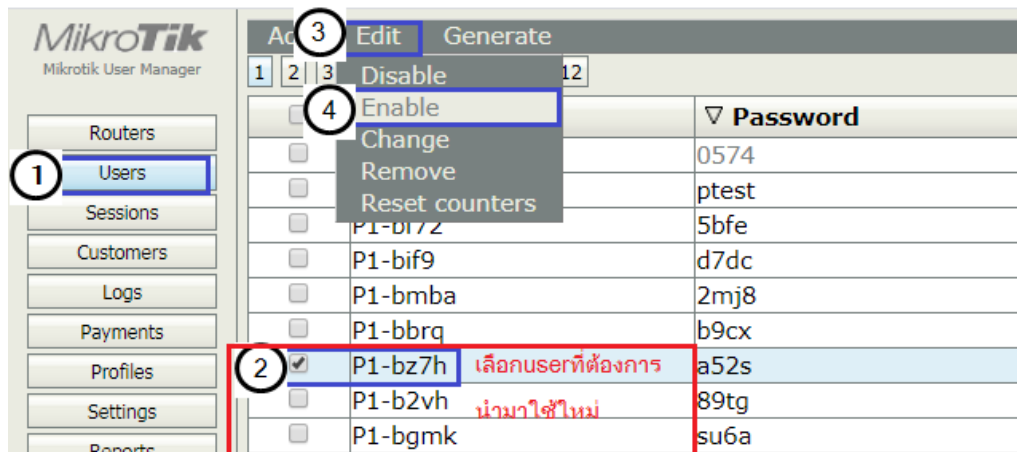 MikroTik
Mikrotik User Manager
3 Edit Generate
1 2 3 12
Disable
4 Enable
Change
Remove
Reset counters
▽ Password
0574
ptest
5bfe
P1-bif9 d7dc
P1-bmba 2mj8
P1-bbrq b9cx
2 P1-bz7h เลือกuserที่ต้องการ a52s
P1-b2vh นำมาใช้ใหม่ 89tg
P1-bgmk su6a
Routers
1 Users
Sessions
Customers
Logs
Payments
Profiles
Settings
Reports